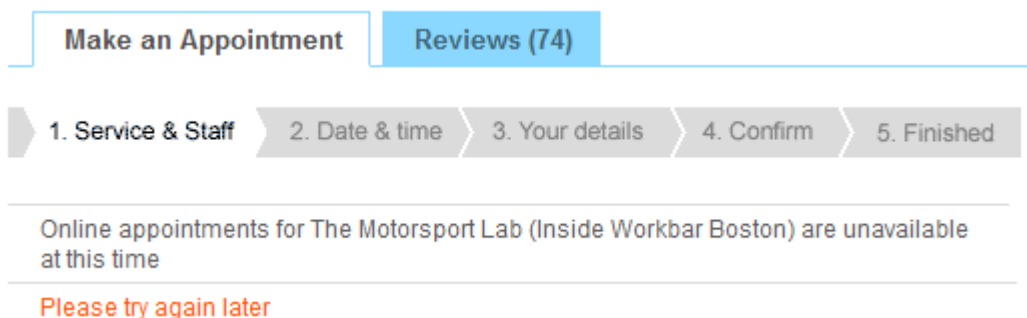 Make an Appointment
Reviews (74)
1. Service & Staff
2. Date & time
3. Your details
4. Confirm
5. Finished
Online appointments for The Motorsport Lab (Inside Workbar Boston) are unavailable
at this time
Please try again later